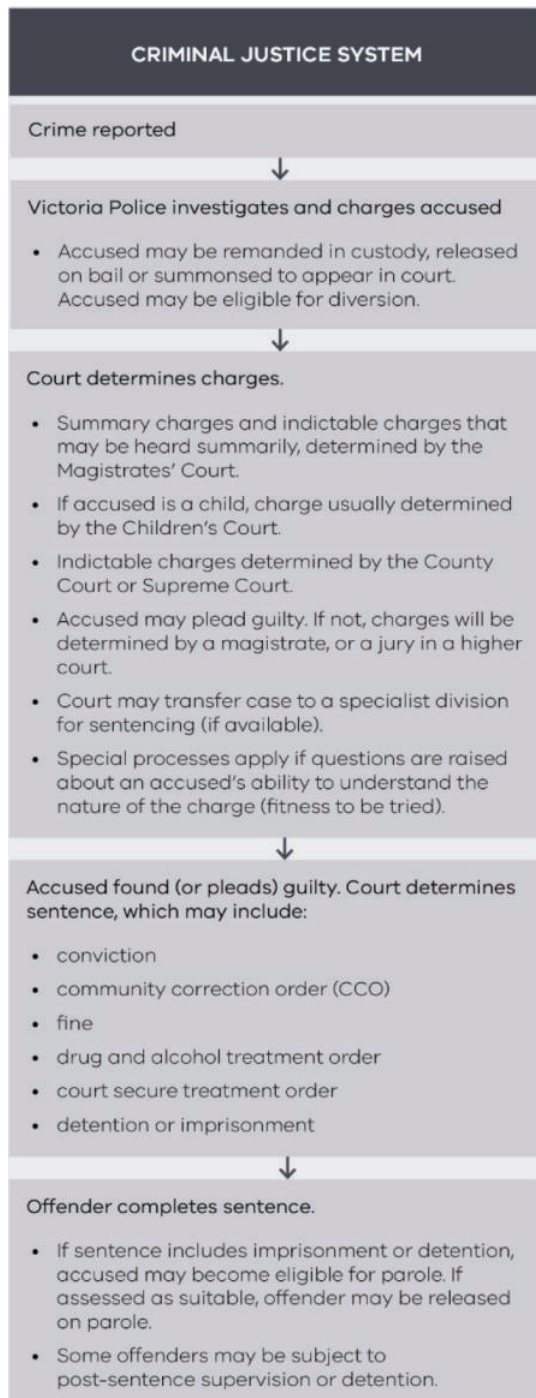 CRIMINAL JUSTICE SYSTEM
Crime reported
Victoria Police investigates and charges accused
• Accused may be remanded in custody, released
on bail or summonsed to appear in court.
Accused may be eligible for diversion.
Court determines charges.
• Summary charges and indictable charges that
may be heard summarily, determined by the
Magistrates' Court.
• If accused is a child, charge usually determined
by the Children's Court.
• Indictable charges determined by the County
Court or Supreme Court.
• Accused may plead guilty. If not, charges will be
determined by a magistrate, or a jury in a higher
court.
• Court may transfer case to a specialist division
for sentencing (if available).
• Special processes apply if questions are raised
about an accused's ability to understand the
nature of the charge (fitness to be tried).
Accused found (or pleads) guilty. Court determines
sentence, which may include:
• conviction
• community correction order (CCO)
• fine
• drug and alcohol treatment order
• court secure treatment order
• detention or imprisonment
Offender completes sentence.
• If sentence includes imprisonment or detention,
accused may become eligible for parole. If
assessed as suitable, offender may be released
on parole.
• Some offenders may be subject to
post-sentence supervision or detention.